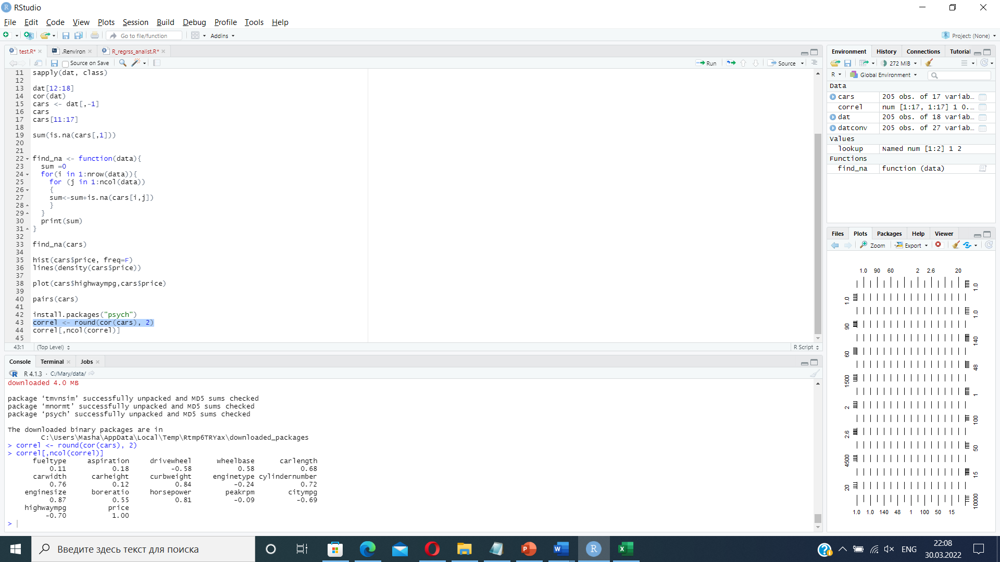 RStudio
File Edit Code View Plots Session Build Debug Profile Tools Help
Go to file/function Addins Project: (None)
test.R* .Renviron R_regrss_analist.R*
Source on Save Run Source
11 sapply(dat, class)
12
13 dat[12:18]
14 cor(dat)
15 cars <- dat[,-1]
16 cars
17 cars[11:17]
18
19 sum(is.na(cars[,1]))
20
21
22 find_na <- function(data){
23 sum =0
24 for(i in 1:nrow(data)){
25 for (j in 1:ncol(data))
26 {
27 sum<-sum+is.na(cars[i,j])
28 }
29 }
30 print(sum)
31 }
32
33 find_na(cars)
34
35 hist(cars$price, freq=F)
36 lines(density(cars$price))
37
38 plot(cars$highwaympg,cars$price)
39
40 pairs(cars)
41
42 install.packages("psych")
43 correl <- round(cor(cars), 2)
44 correl[,ncol(correl)]
45
43:1 (Top Level) R Script
Console Terminal Jobs
R 4.1.3 · C:/Mary/data/
downloaded 4.0 MB
package ‘tmvnsim’ successfully unpacked and MD5 sums checked
package ‘mnormt’ successfully unpacked and MD5 sums checked
package ‘psych’ successfully unpacked and MD5 sums checked
The downloaded binary packages are in
C:\Users\Masha\AppData\Local\Temp\Rtmp6TRYax\downloaded_packages
> correl <- round(cor(cars), 2)
> correl[,ncol(correl)]
fueltype aspiration drivewheel wheelbase carlength
0.11 0.18 -0.58 0.58 0.68
carwidth carheight curbweight enginetype cylindernumber
0.76 0.12 0.84 -0.24 0.72
enginesize boreratio horsepower peakrpm citympg
0.87 0.55 0.81 -0.09 -0.69
highwaympg price
-0.70 1.00
>
Environment History Connections Tutorial
272 MiB
R Global Environment
Data
cars 205 obs. of 17 variab…
correl num [1:17, 1:17] 1 0.…
dat 205 obs. of 18 variab…
datconv 205 obs. of 27 variab…
Values
lookup Named num [1:2] 1 2
Functions
find_na function (data)
Files Plots Packages Help Viewer
Zoom Export
1.0 90 60 2 2.6 20
1.0
1.0
1.0
90
140
60
48
1500
1
2
100
2.6
50
4500
15
20
10000
1.0 1.0 140 48 1 100 50 15
Введите здесь текст для поиска
ENG
22:08
30.03.2022